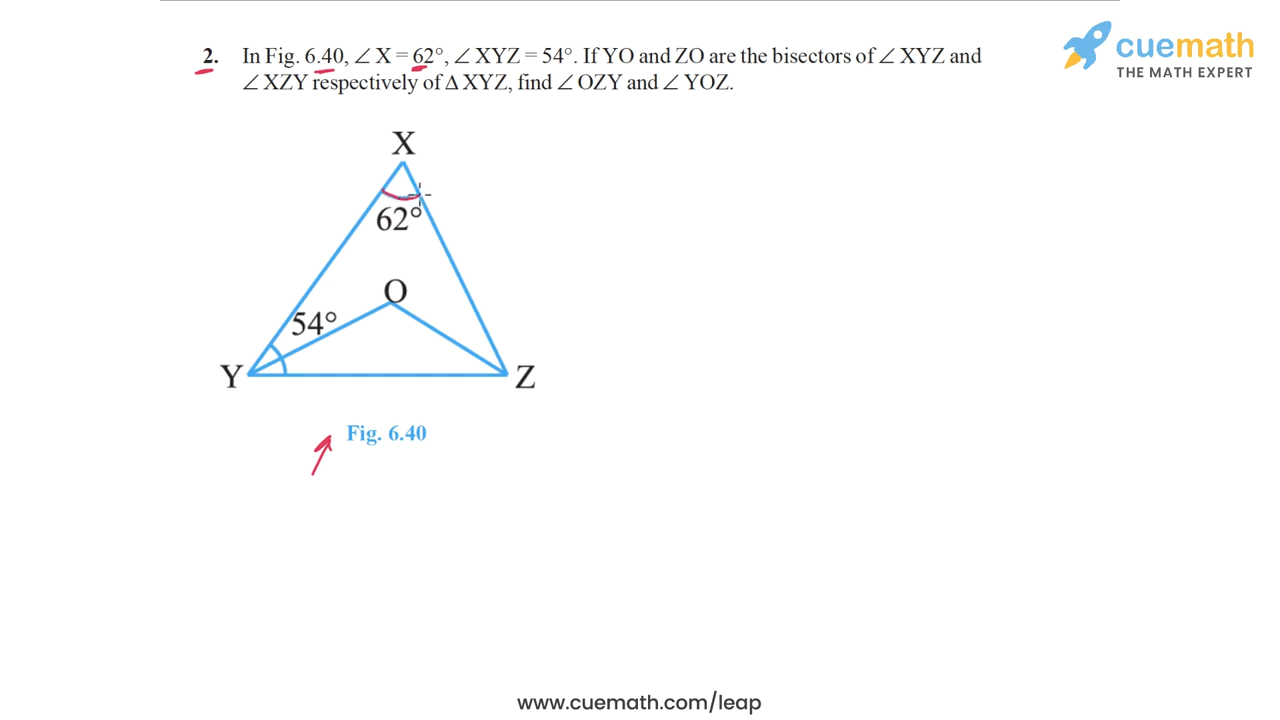 2. In Fig. 6.40, ∠ X = 62°, ∠ XYZ = 54°. If YO and ZO are the bisectors of ∠ XYZ and
∠ XZY respectively of Δ XYZ, find ∠ OZY and ∠ YOZ.
cuemath
THE MATH EXPERT
X
62°
O
54°
Y
Z
Fig. 6.40
www.cuemath.com/leap